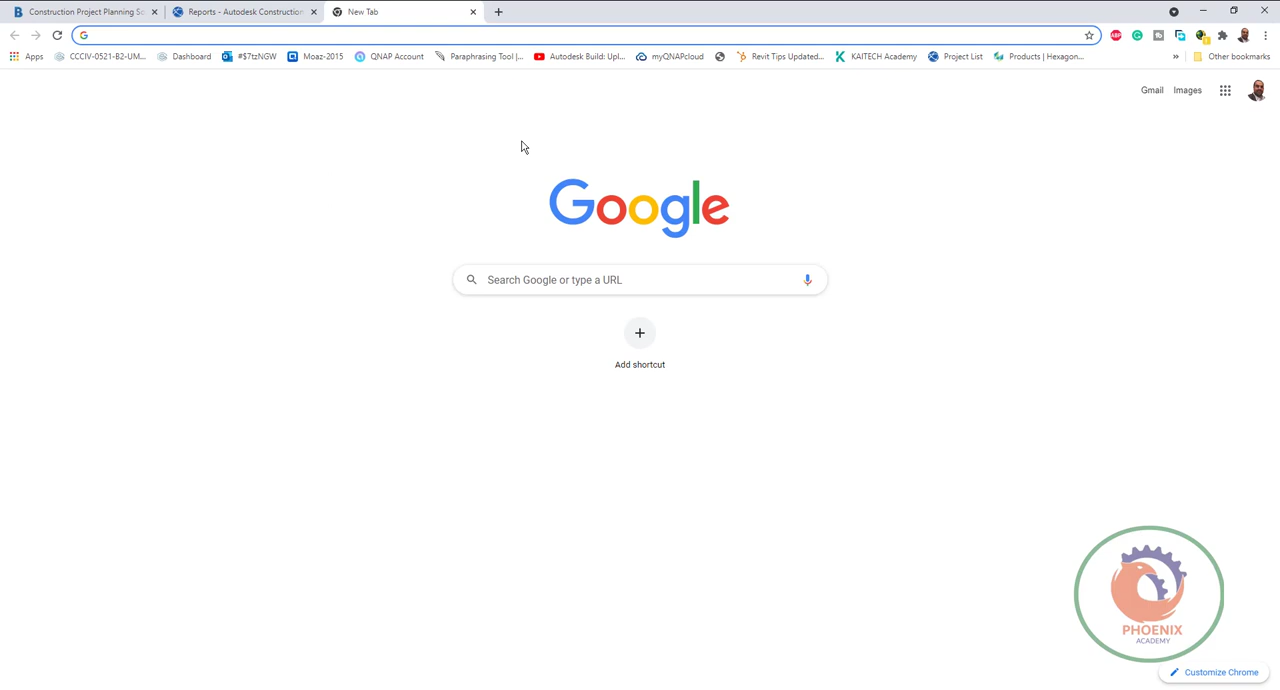 Construction Project Planning So
Reports - Autodesk Construction
New Tab
Apps
CCCIV-0521-B2-UM...
Dashboard
#$7tzNGW
Moaz-2015
QNAP Account
Paraphrasing Tool |...
Autodesk Build: Upl...
myQNAPcloud
Revit Tips Updated...
KAITECH Academy
Project List
Products | Hexagon...
»
Other bookmarks
Gmail
Images
Google
Search Google or type a URL
Add shortcut
PHOENIX
ACADEMY
Customize Chrome